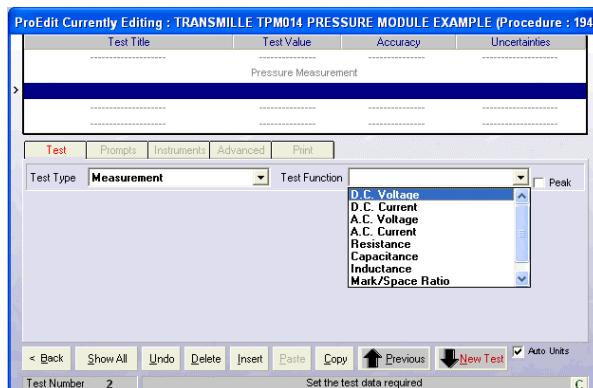 ProEdit Currently Editing : TRANSMILLE TPM014 PRESSURE MODULE EXAMPLE (Procedure : 194
Test Title Test Value Accuracy Uncertainties
------------------- --------------- --------------- ---------------
Pressure Measurement
>
------------------- --------------- --------------- ---------------
------------------- --------------- --------------- ---------------
Test Prompts Instruments Advanced Print
Test Type Measurement Test Function Peak
D.C. Voltage
D.C. Current
A.C. Voltage
A.C. Current
Resistance
Capacitance
Inductance
Mark/Space Ratio
< Back Show All Undo Delete Insert Paste Copy Previous New Test Auto Units
Test Number 2 Set the test data required C